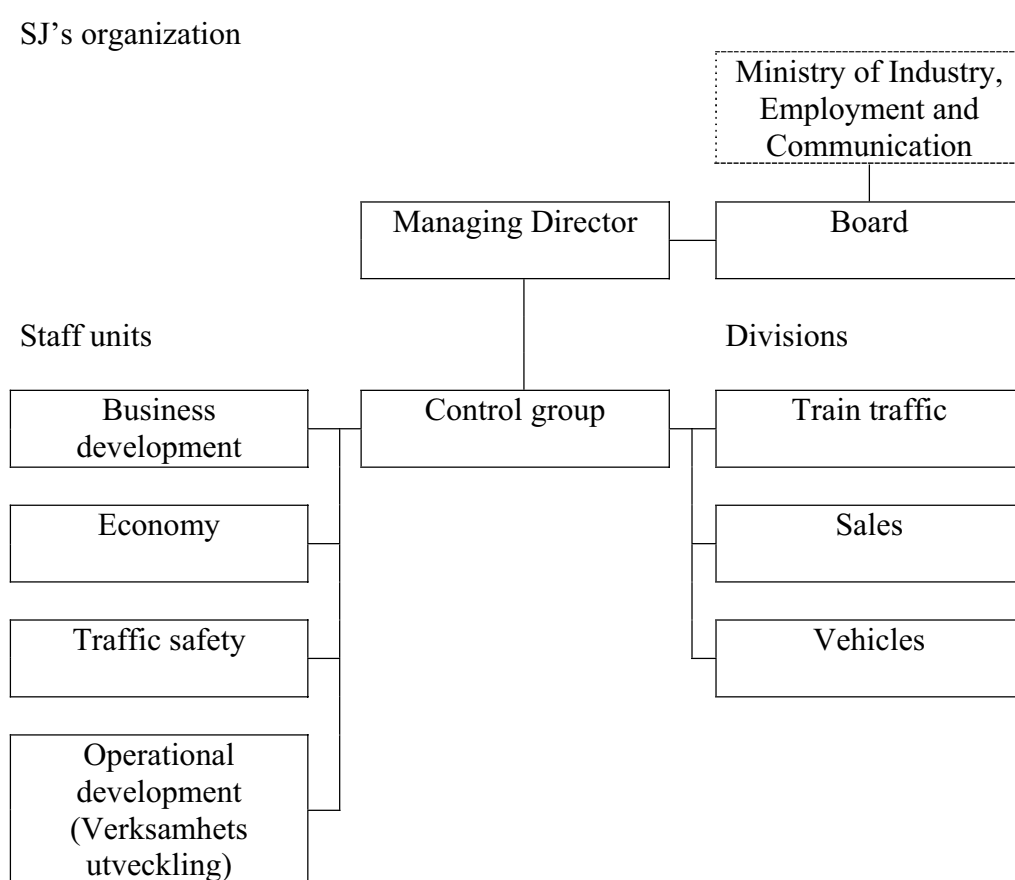 SJ’s organization
Ministry of Industry,
Employment and
Communication
Managing Director
Board
Staff units
Divisions
Business
development
Control group
Train traffic
Economy
Sales
Traffic safety
Vehicles
Operational
development
(Verksamhets
utveckling)